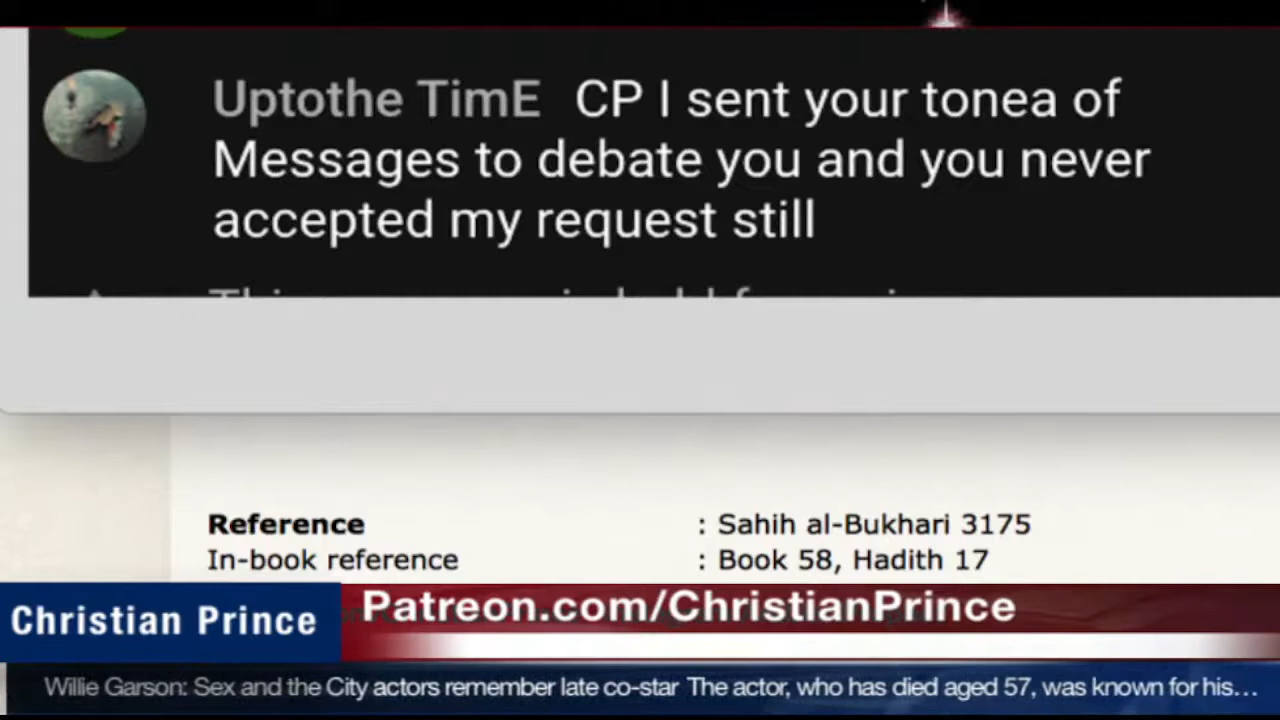 Uptothe TimE CP I sent your tonea of
Messages to debate you and you never
accepted my request still
Reference : Sahih al-Bukhari 3175
In-book reference : Book 58, Hadith 17
Christian Prince
Patreon.com/ChristianPrince
Willie Garson: Sex and the City actors remember late co-star The actor, who has died aged 57, was known for his…